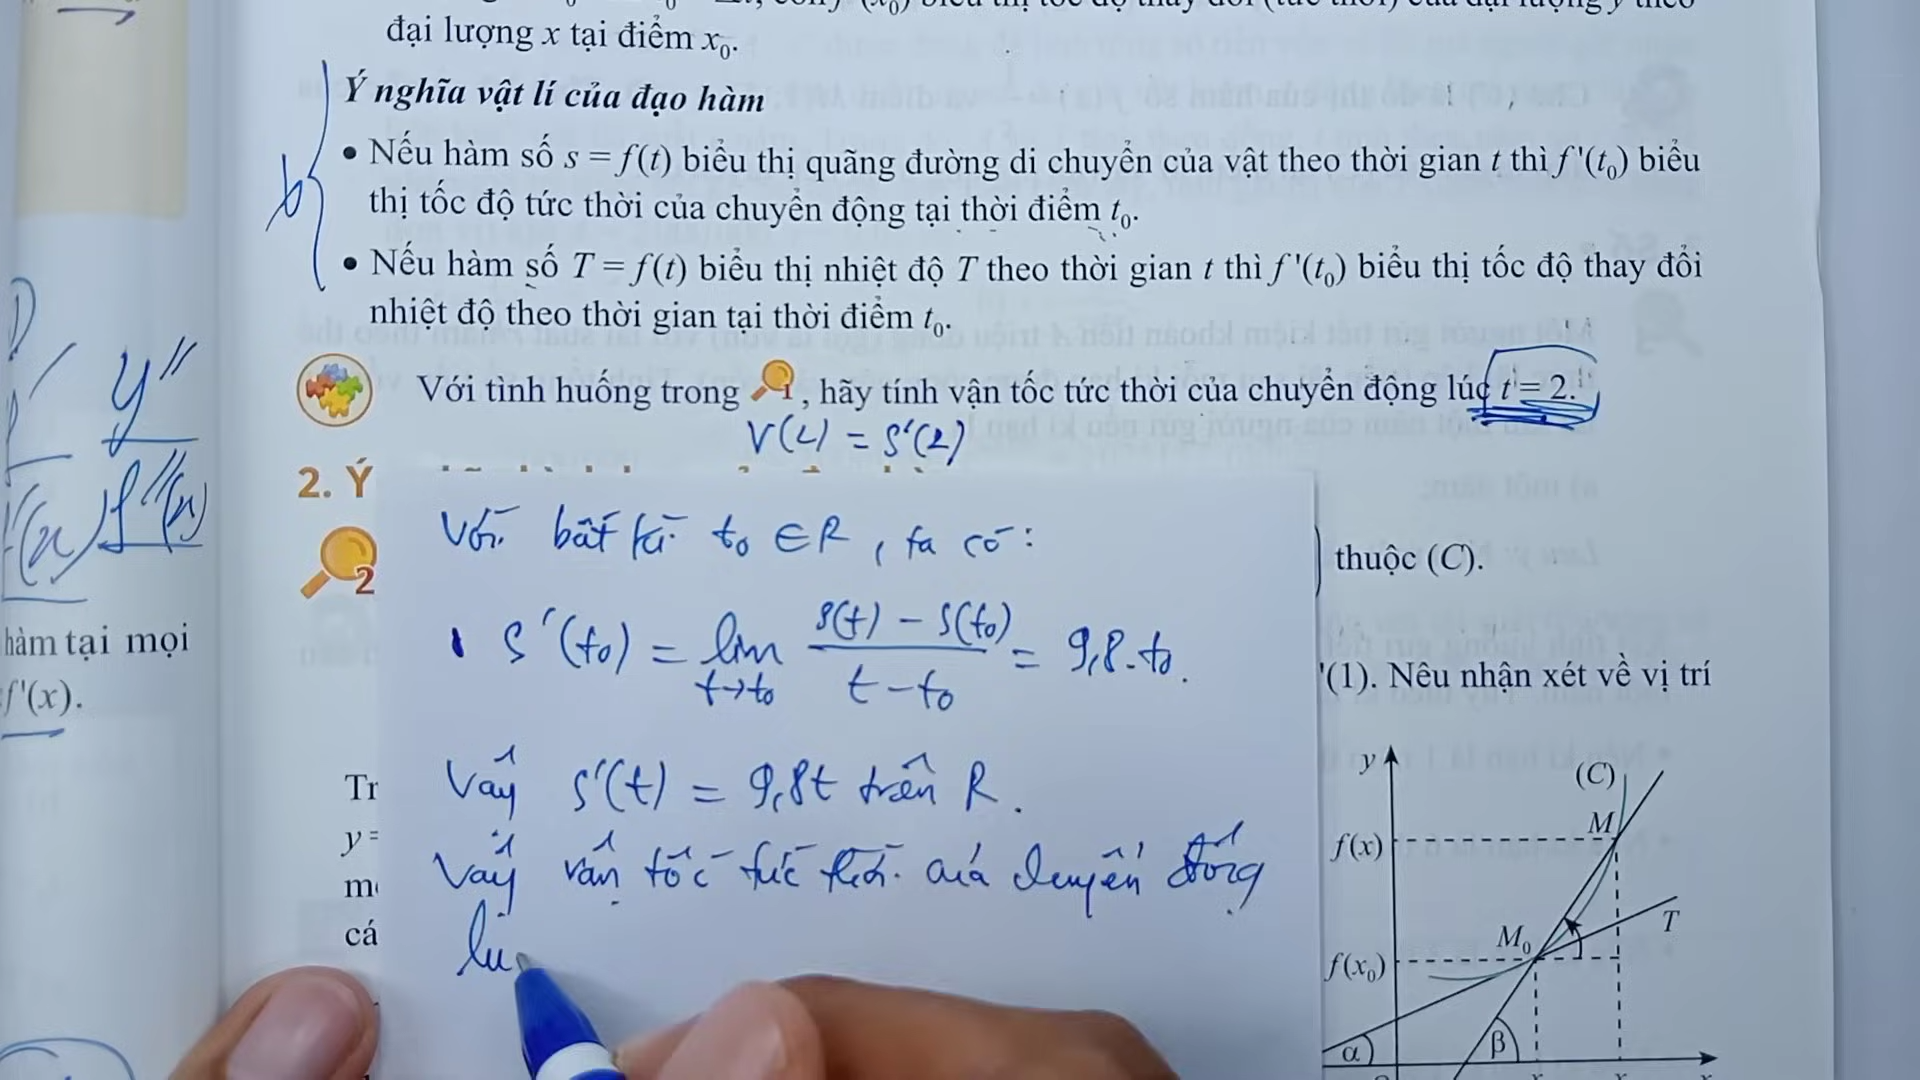 đại lượng x tại điểm x₀.
Ý nghĩa vật lí của đạo hàm
b
• Nếu hàm số s = f(t) biểu thị quãng đường di chuyển của vật theo thời gian t thì f'(t₀) biểu
thị tốc độ tức thời của chuyển động tại thời điểm t₀.
• Nếu hàm số T = f(t) biểu thị nhiệt độ T theo thời gian t thì f'(t₀) biểu thị tốc độ thay đổi
nhiệt độ theo thời gian tại thời điểm t₀.
y''
f''(x)
Với tình huống trong 1, hãy tính vận tốc tức thời của chuyển động lúc t = 2.
V(2) = S'(2)
2. Ý
Với bất kì t₀ ∈ R, ta có:
2
thuộc (C).
S'(t₀) = lim t→t₀ (S(t) − S(t₀))/(t − t₀) = 9,8.t₀.
hàm tại mọi
f'(x).
'(1). Nêu nhận xét về vị trí
Vậy S'(t) = 9,8t trên R.
Vậy vận tốc tức thời của chuyển động
lú
Tr
y =
cá
y
(C)
M
f(x)
M₀
T
f(x₀)
α
β